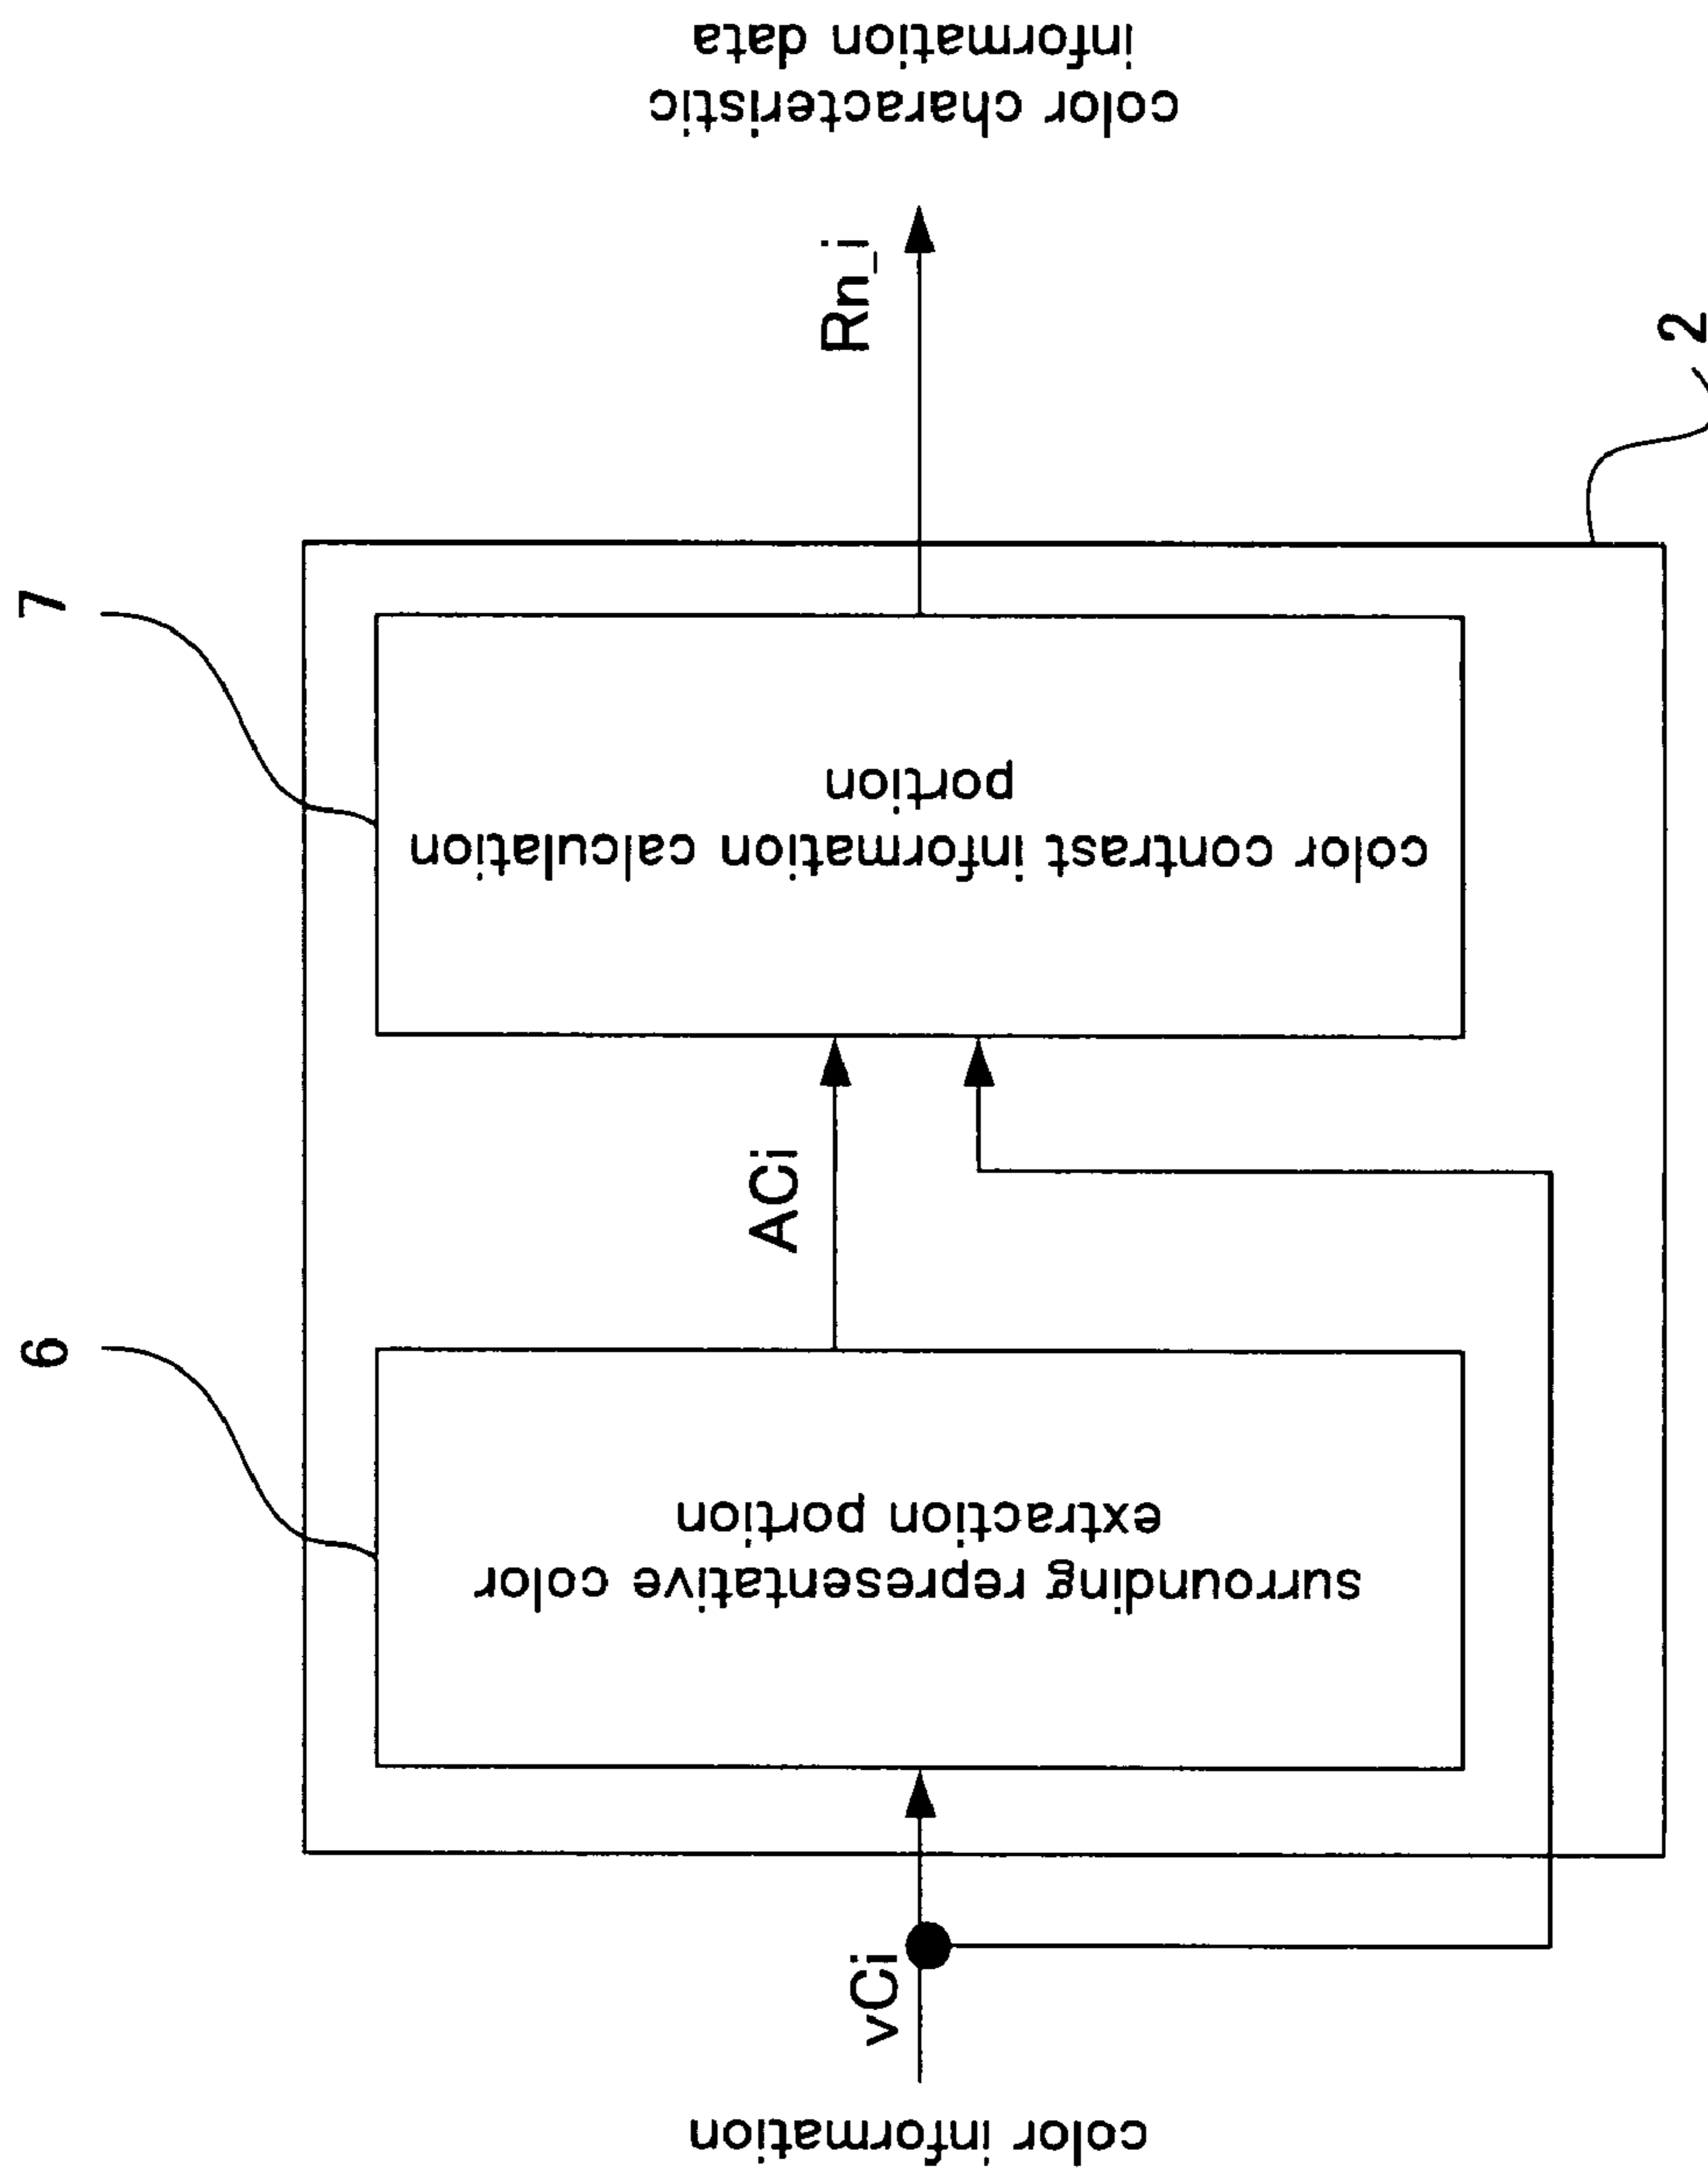 color information
vCi
6
surrounding representative color
extraction portion
ACi
7
color contrast information calculation
portion
Rn_i
2
color characteristic
information data